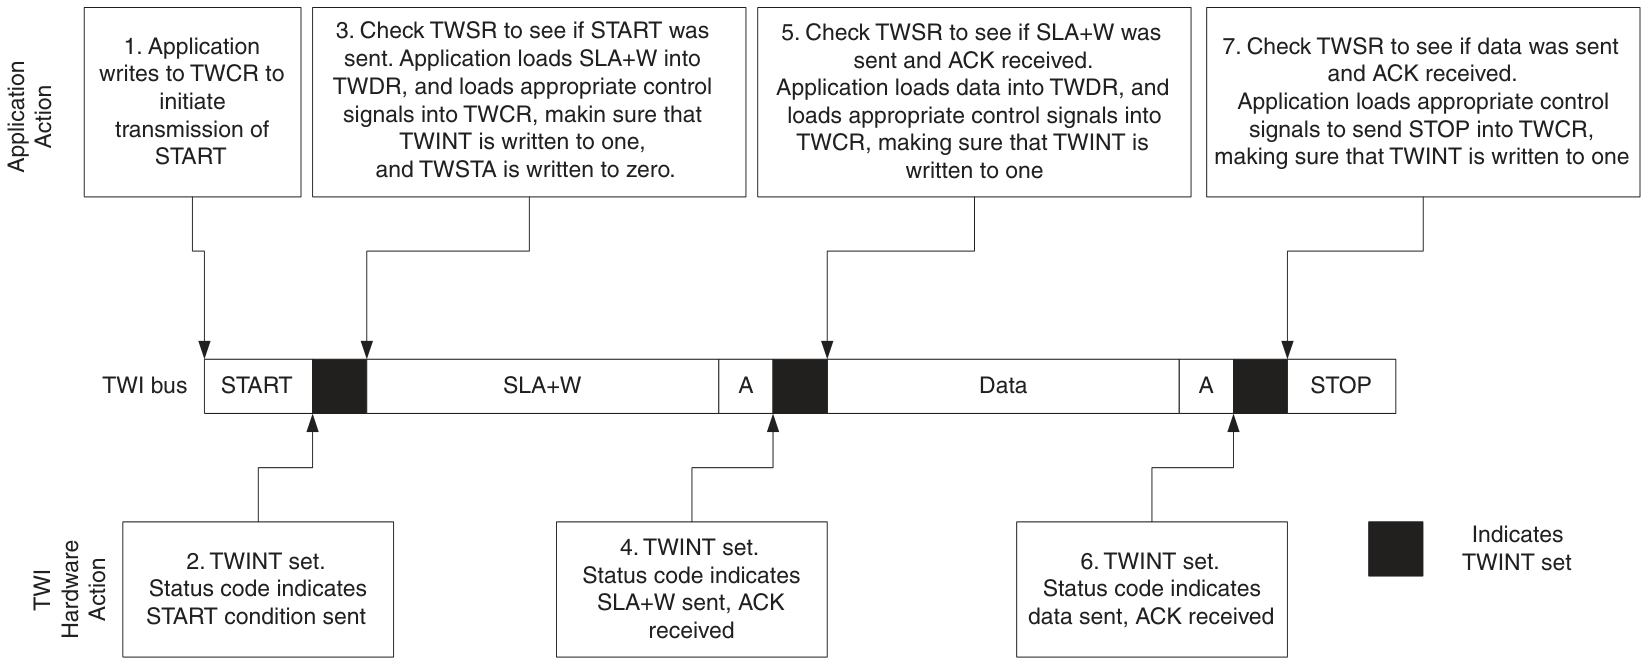 Application
Action
1. Application
writes to TWCR to
initiate
transmission of
START
3. Check TWSR to see if START was
sent. Application loads SLA+W into
TWDR, and loads appropriate control
signals into TWCR, makin sure that
TWINT is written to one,
and TWSTA is written to zero.
5. Check TWSR to see if SLA+W was
sent and ACK received.
Application loads data into TWDR, and
loads appropriate control signals into
TWCR, making sure that TWINT is
written to one
7. Check TWSR to see if data was sent
and ACK received.
Application loads appropriate control
signals to send STOP into TWCR,
making sure that TWINT is written to one
TWI bus
START
SLA+W
A
Data
A
STOP
TWI
Hardware
Action
2. TWINT set.
Status code indicates
START condition sent
4. TWINT set.
Status code indicates
SLA+W sent, ACK
received
6. TWINT set.
Status code indicates
data sent, ACK received
Indicates
TWINT set